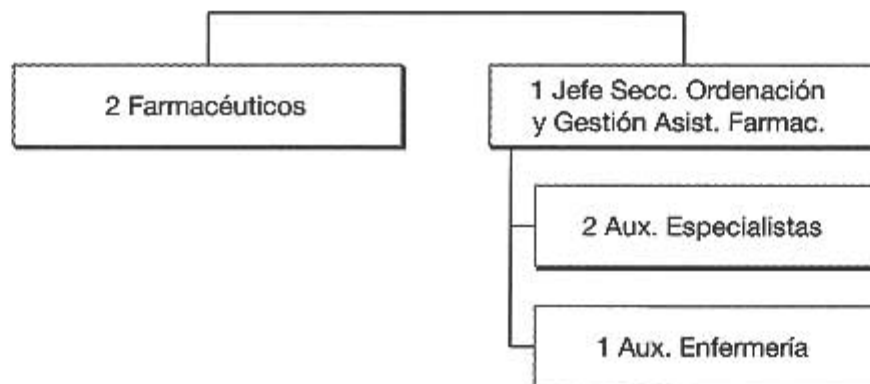 2 Farmacéuticos
1 Jefe Secc. Ordenación
y Gestión Asist. Farmac.
2 Aux. Especialistas
1 Aux. Enfermería